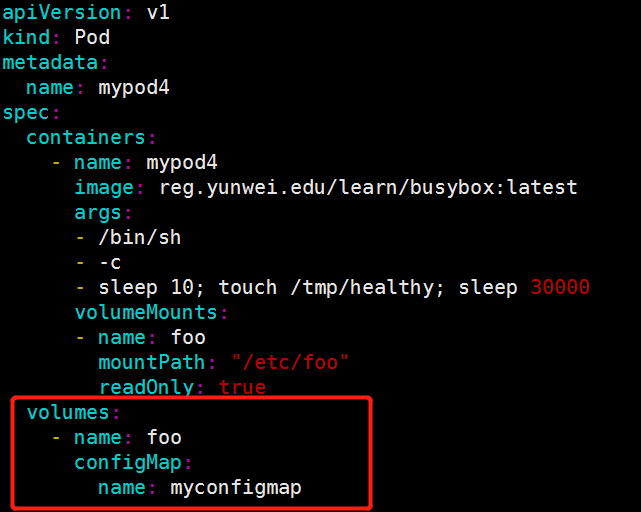 apiVersion: v1
kind: Pod
metadata:
  name: mypod4
spec:
  containers:
    - name: mypod4
      image: reg.yunwei.edu/learn/busybox:latest
      args:
      - /bin/sh
      - -c
      - sleep 10; touch /tmp/healthy; sleep 30000
      volumeMounts:
      - name: foo
        mountPath: "/etc/foo"
        readOnly: true
  volumes:
    - name: foo
      configMap:
        name: myconfigmap